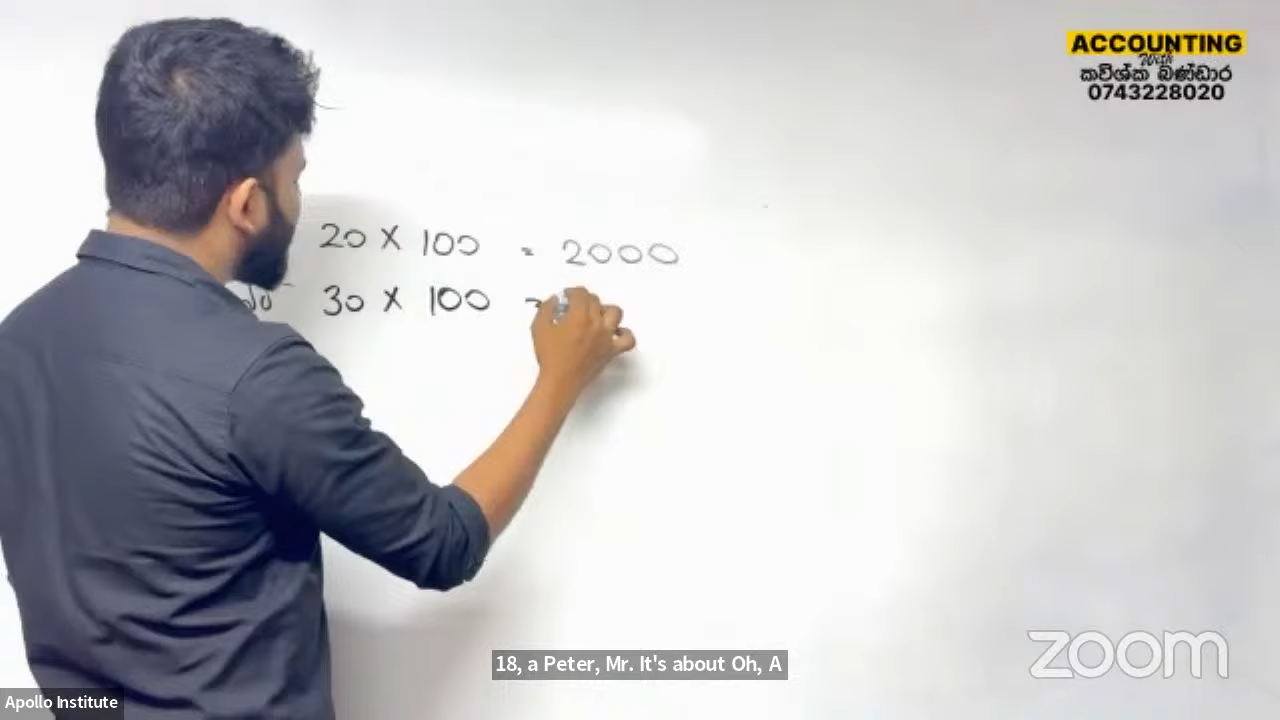 ACCOUNTING
With
කවිශ්ක බණ්ඩාර
0743228020
20 X 100 = 2000
30 X 100 =
18, a Peter, Mr. It's about Oh, A
zoom
Apollo Institute